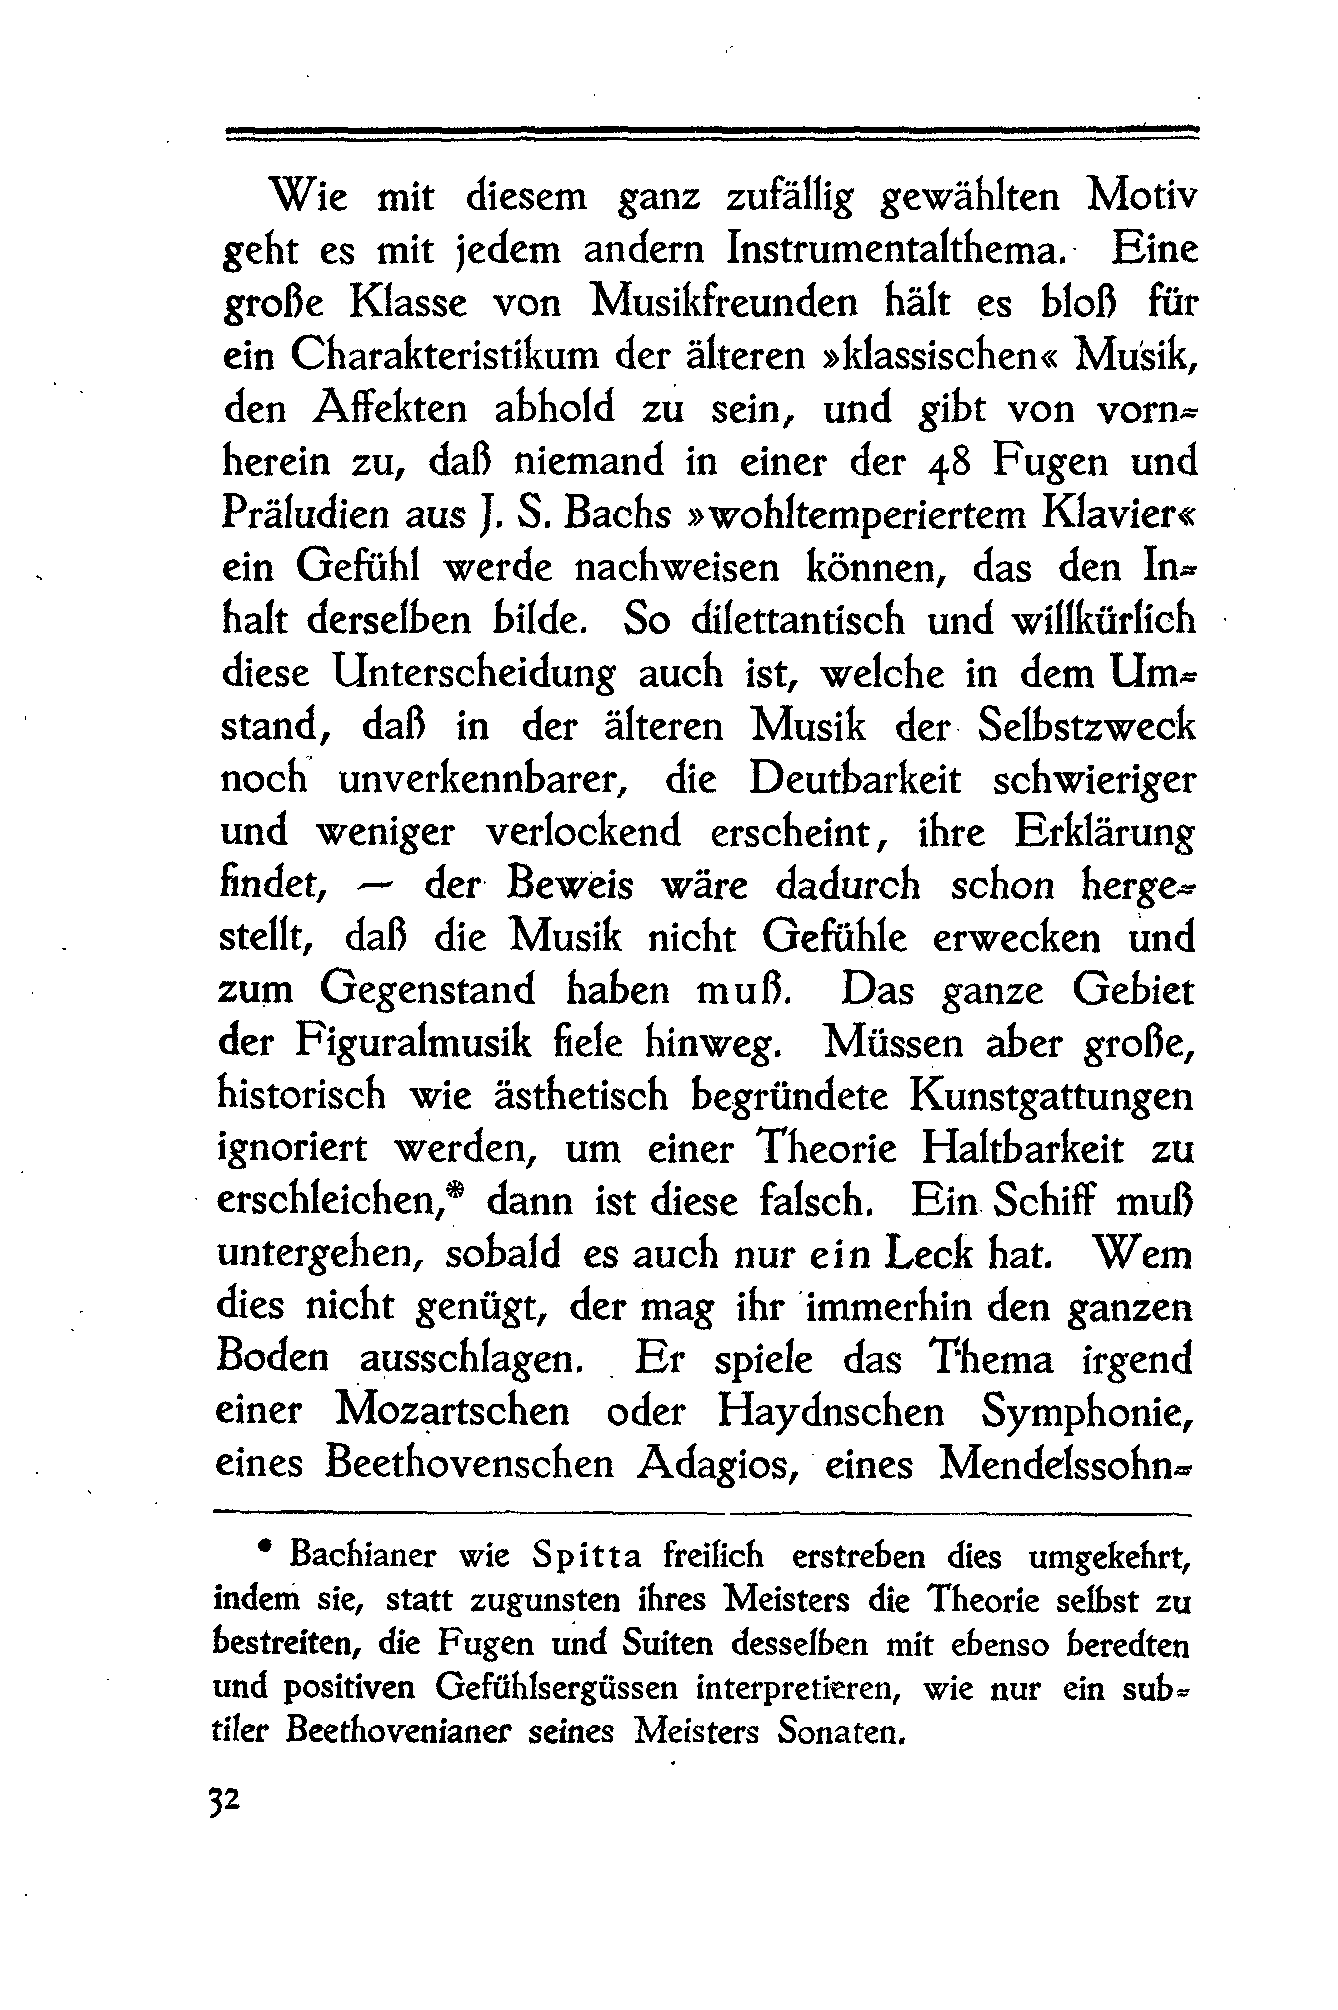 Wie mit diesem ganz zufällig gewählten Motiv
geht es mit jedem andern Instrumentalthema. Eine
große Klasse von Musikfreunden hält es bloß für
ein Charakteristikum der älteren »klassischen« Musik,
den Affekten abhold zu sein, und gibt von vorn-
herein zu, daß niemand in einer der 48 Fugen und
Präludien aus J. S. Bachs »wohltemperiertem Klavier«
ein Gefühl werde nachweisen können, das den In-
halt derselben bilde. So dilettantisch und willkürlich
diese Unterscheidung auch ist, welche in dem Um-
stand, daß in der älteren Musik der Selbstzweck
noch unverkennbarer, die Deutbarkeit schwieriger
und weniger verlockend erscheint, ihre Erklärung
findet, — der Beweis wäre dadurch schon herge-
stellt, daß die Musik nicht Gefühle erwecken und
zum Gegenstand haben muß. Das ganze Gebiet
der Figuralmusik fiele hinweg. Müssen aber große,
historisch wie ästhetisch begründete Kunstgattungen
ignoriert werden, um einer Theorie Haltbarkeit zu
erschleichen,* dann ist diese falsch. Ein Schiff muß
untergehen, sobald es auch nur ein Leck hat. Wem
dies nicht genügt, der mag ihr immerhin den ganzen
Boden ausschlagen. Er spiele das Thema irgend
einer Mozartschen oder Haydnschen Symphonie,
eines Beethovenschen Adagios, eines Mendelssohn-
* Bachianer wie Spitta freilich erstreben dies umgekehrt,
indem sie, statt zugunsten ihres Meisters die Theorie selbst zu
bestreiten, die Fugen und Suiten desselben mit ebenso beredten
und positiven Gefühlsergüssen interpretieren, wie nur ein sub-
tiler Beethovenianer seines Meisters Sonaten.
32